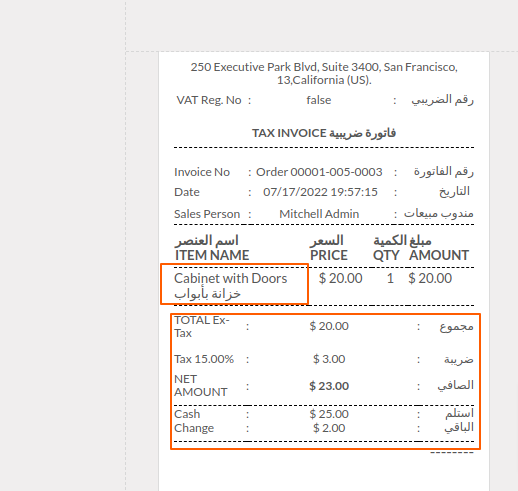 250 Executive Park Blvd, Suite 3400, San Francisco,
13,California (US).
VAT Reg. No : false : رقم الضريبي
TAX INVOICE فاتورة ضريبية
Invoice No : Order 00001-005-0003 : رقم الفاتورة
Date : 07/17/2022 19:57:15 : التاريخ
Sales Person : Mitchell Admin : مندوب مبيعات
اسم العنصر السعر الكمية مبلغ
ITEM NAME PRICE QTY AMOUNT
Cabinet with Doors $ 20.00 1 $ 20.00
خزانة بأبواب
TOTAL Ex-
Tax : $ 20.00 : مجموع
Tax 15.00% : $ 3.00 : ضريبة
NET
AMOUNT : $ 23.00 : الصافي
Cash : $ 25.00 : استلم
Change : $ 2.00 : الباقي